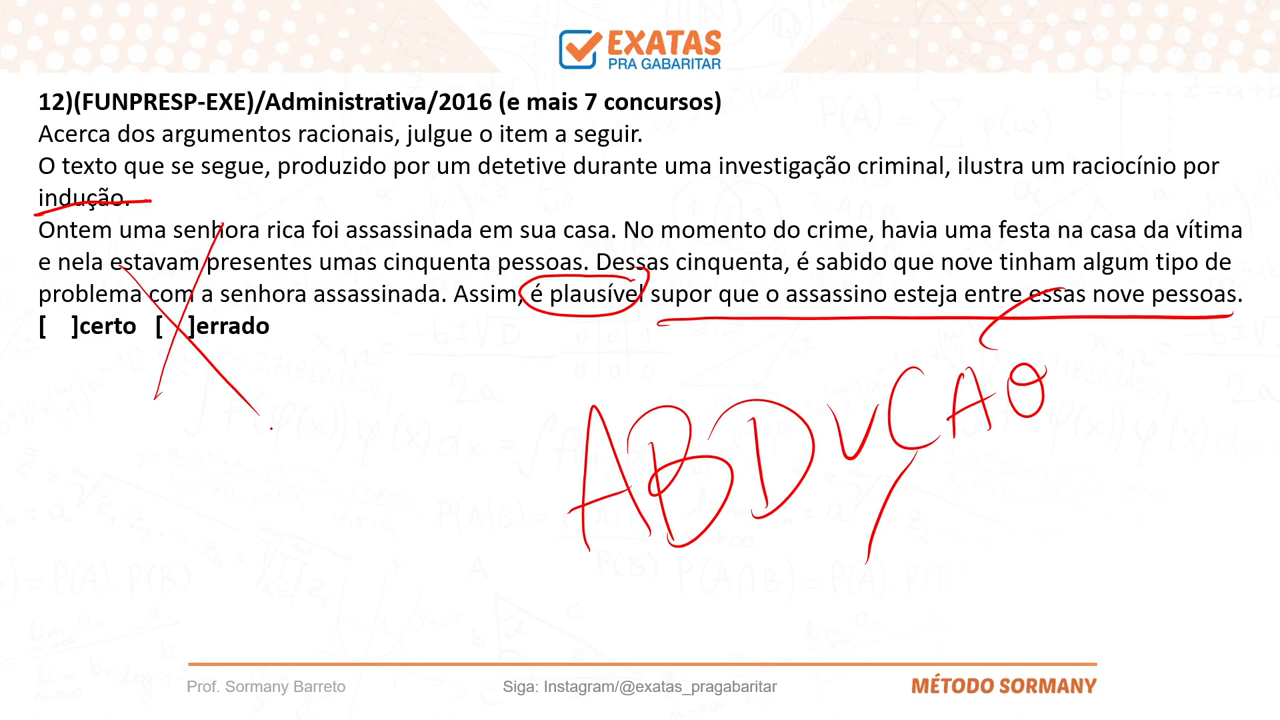 EXATAS
PRA GABARITAR
12)(FUNPRESP-EXE)/Administrativa/2016 (e mais 7 concursos)
Acerca dos argumentos racionais, julgue o item a seguir.
O texto que se segue, produzido por um detetive durante uma investigação criminal, ilustra um raciocínio por
indução.
Ontem uma senhora rica foi assassinada em sua casa. No momento do crime, havia uma festa na casa da vítima
e nela estavam presentes umas cinquenta pessoas. Dessas cinquenta, é sabido que nove tinham algum tipo de
problema com a senhora assassinada. Assim, é plausível supor que o assassino esteja entre essas nove pessoas.
[ ]certo [ ]errado
ABDUÇÃO
Prof. Sormany Barreto
Siga: Instagram/@exatas_pragabaritar
MÉTODO SORMANY